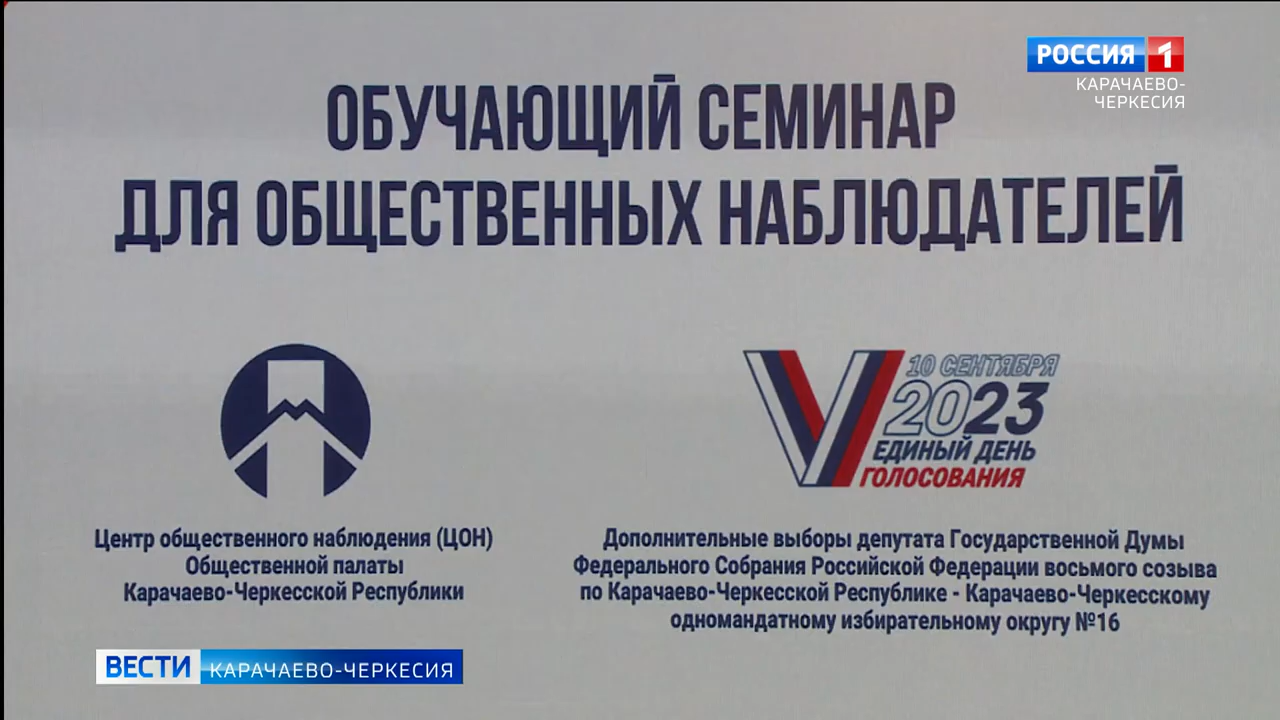 РОССИЯ 1
КАРАЧАЕВО-
ЧЕРКЕСИЯ
ОБУЧАЮЩИЙ СЕМИНАР
ДЛЯ ОБЩЕСТВЕННЫХ НАБЛЮДАТЕЛЕЙ
10 СЕНТЯБРЯ
2023
ЕДИНЫЙ ДЕНЬ
ГОЛОСОВАНИЯ
Центр общественного наблюдения (ЦОН)
Общественной палаты
Карачаево-Черкесской Республики
Дополнительные выборы депутата Государственной Думы
Федерального Собрания Российской Федерации восьмого созыва
по Карачаево-Черкесской Республике - Карачаево-Черкесскому
одномандатному избирательному округу №16
ВЕСТИ КАРАЧАЕВО-ЧЕРКЕСИЯ